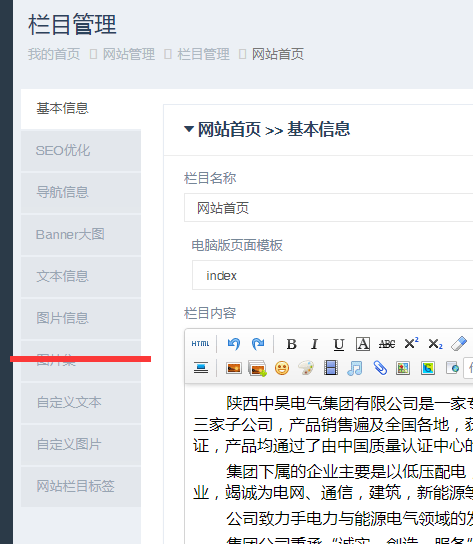 栏目管理
我的首页 网站管理 栏目管理 网站首页
基本信息
SEO优化
导航信息
Banner大图
文本信息
图片信息
图片集
自定义文本
自定义图片
网站栏目标签
网站首页 >> 基本信息
栏目名称
网站首页
电脑版页面模板
index
栏目内容
HTML B I U A ABC X² X₂
陕西中昊电气集团有限公司是一家专
三家子公司，产品销售遍及全国各地，获
证，产品均通过了由中国质量认证中心的
集团下属的企业主要是以低压配电
业，竭诚为电网、通信，建筑，新能源等
公司致力手电力与能源电气领域的发
集团公司秉承“诚实、创造、服务”